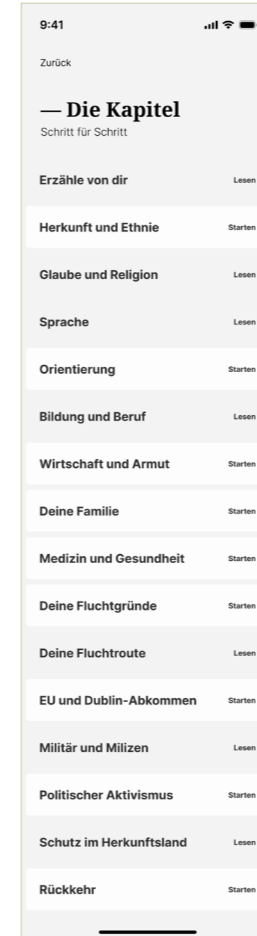 9:41
Zurück
— Die Kapitel
Schritt für Schritt
Erzähle von dir Lesen
Herkunft und Ethnie Starten
Glaube und Religion Lesen
Sprache Lesen
Orientierung Starten
Bildung und Beruf Lesen
Wirtschaft und Armut Starten
Deine Familie Starten
Medizin und Gesundheit Starten
Deine Fluchtgründe Starten
Deine Fluchtroute Lesen
EU und Dublin-Abkommen Starten
Militär und Milizen Lesen
Politischer Aktivismus Starten
Schutz im Herkunftsland Lesen
Rückkehr Starten